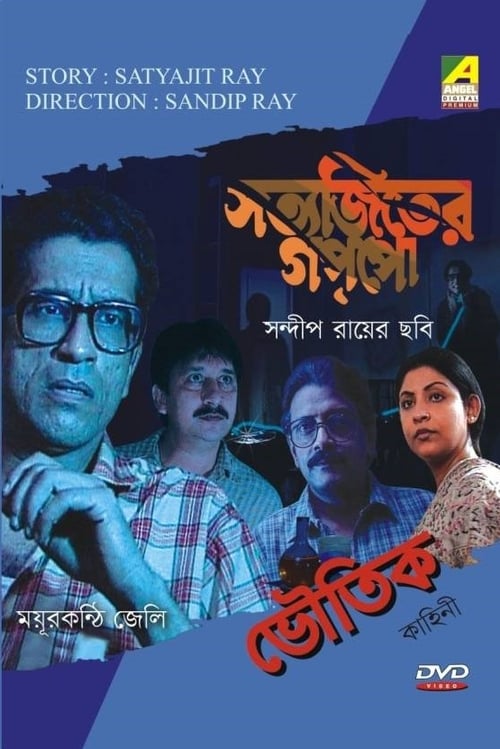 STORY : SATYAJIT RAY
DIRECTION : SANDIP RAY
A
ANGEL
DIGITAL
PREMIUM
সত্যজিতের
গপ্‌পো
সন্দীপ রায়ের ছবি
ময়ূরকন্ঠি জেলি
ভৌতিক
কাহিনী
DVD
VIDEO